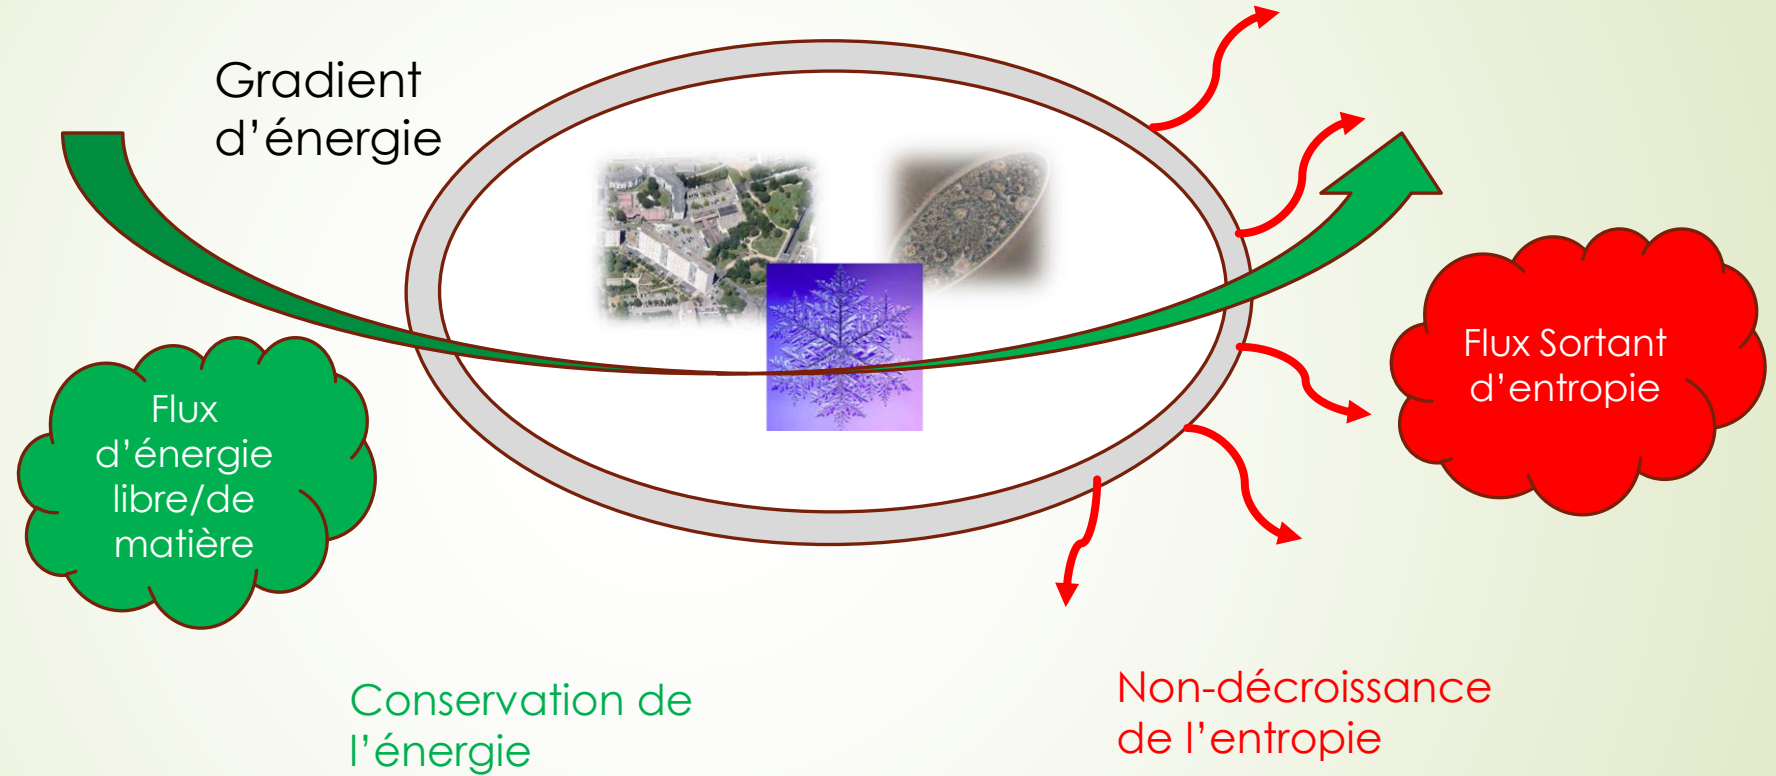 Gradient
d’énergie
Flux
d’énergie
libre/de
matière
Flux Sortant
d’entropie
Conservation de
l’énergie
Non-décroissance
de l’entropie